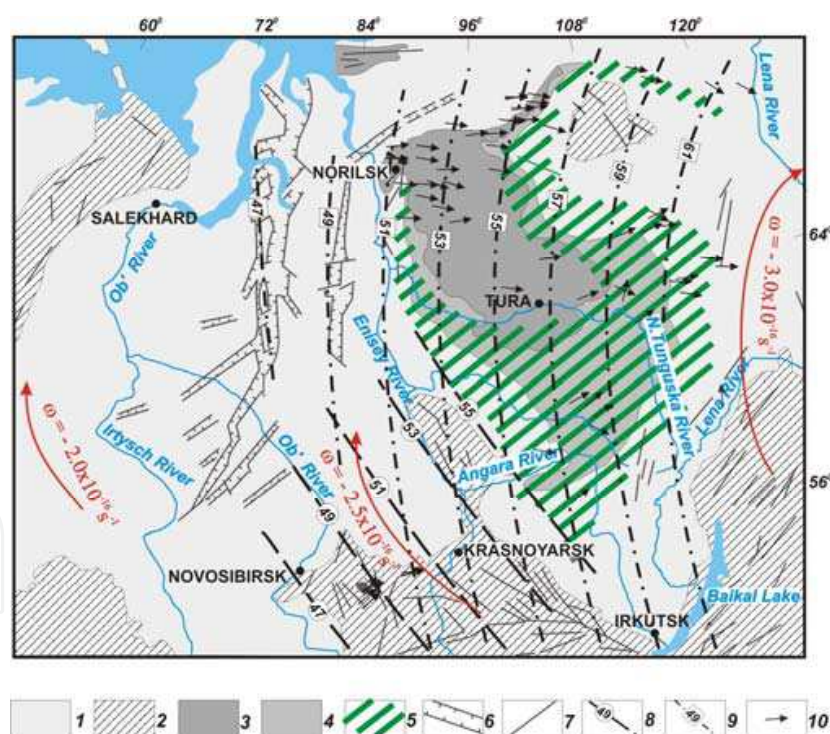 60° 72° 84° 96° 108° 120°
Lena River
NORILSK
SALEKHARD
47
49
51
53
55
57
59
61
64°
Ob' River
TURA
ω = - 3.0x10⁻¹⁶ s⁻¹
Enisey River
N.Tunguska River
Lena River
ω = - 2.0x10⁻¹⁶ s⁻¹
55
53
Irtysch River
Ob' River
ω = - 2.5x10⁻¹⁶ s⁻¹
51
Angara River
56°
49
KRASNOYARSK
NOVOSIBIRSK
47
Baikal Lake
IRKUTSK
1 2 3 4 5 6 7 49 8 49 9 10